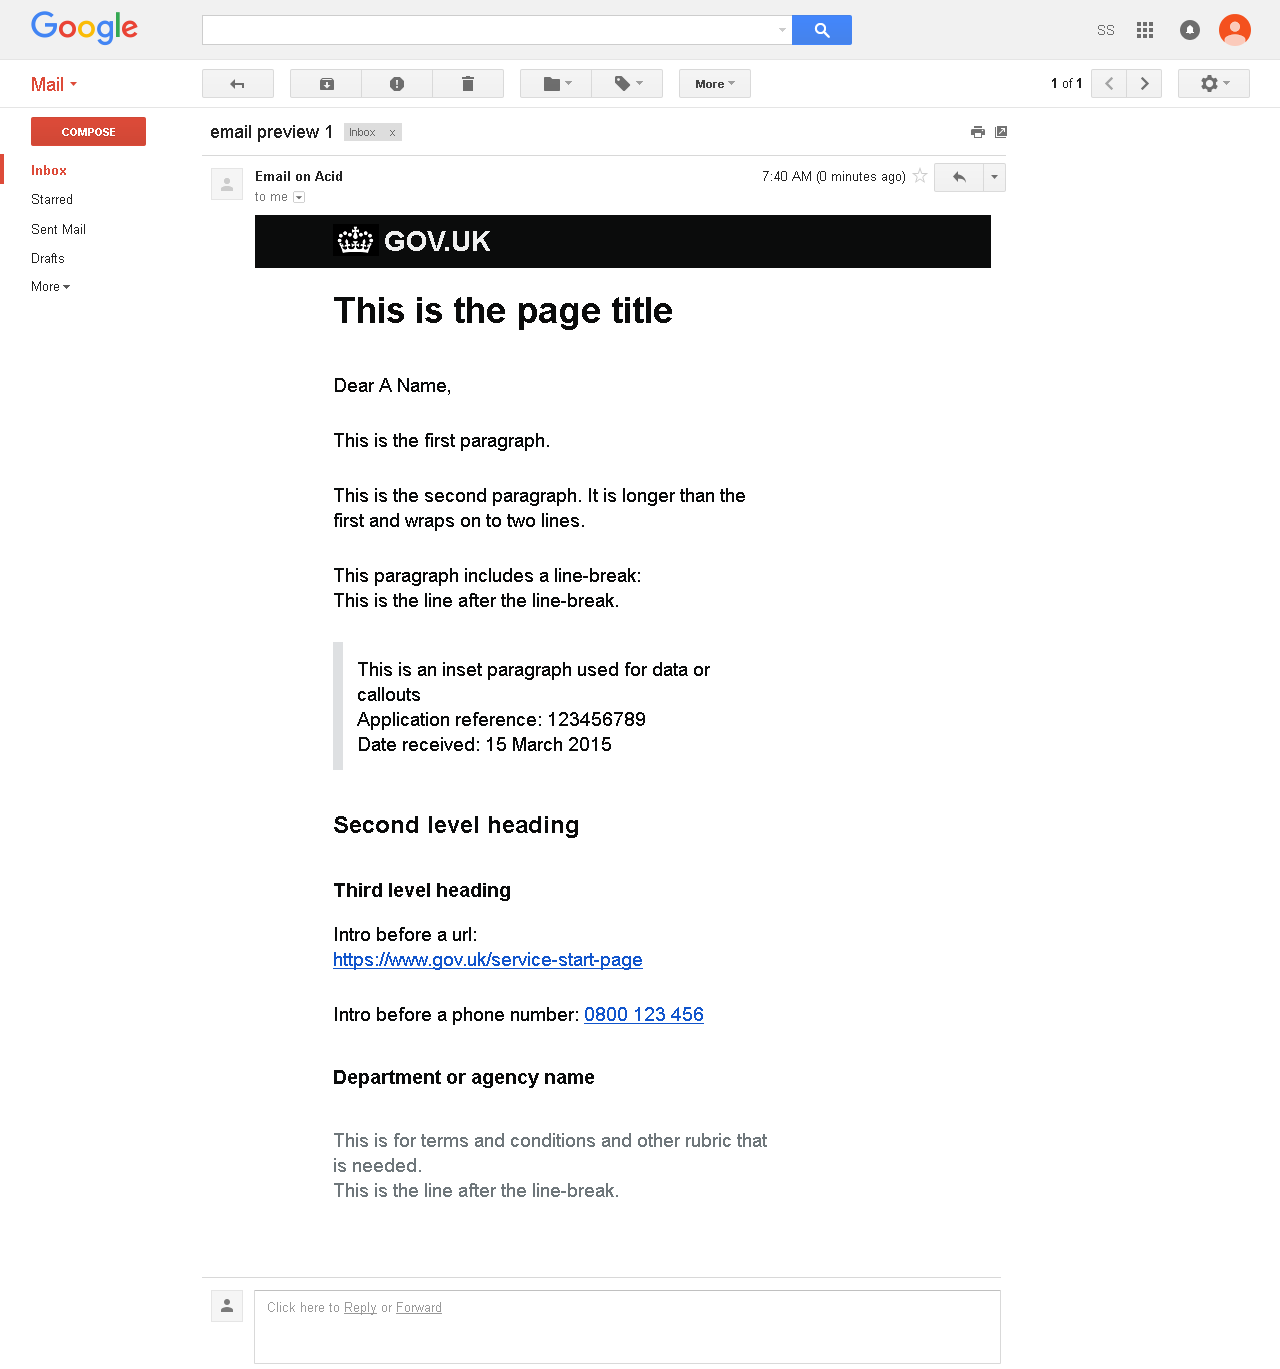 Google
SS
Mail
More
1 of 1
COMPOSE
email preview 1
Inbox x
Inbox
Starred
Sent Mail
Drafts
More
Email on Acid
7:40 AM (0 minutes ago)
to me
GOV.UK
This is the page title
Dear A Name,
This is the first paragraph.
This is the second paragraph. It is longer than the
first and wraps on to two lines.
This paragraph includes a line-break:
This is the line after the line-break.
This is an inset paragraph used for data or
callouts
Application reference: 123456789
Date received: 15 March 2015
Second level heading
Third level heading
Intro before a url:
https://www.gov.uk/service-start-page
Intro before a phone number: 0800 123 456
Department or agency name
This is for terms and conditions and other rubric that
is needed.
This is the line after the line-break.
Click here to Reply or Forward